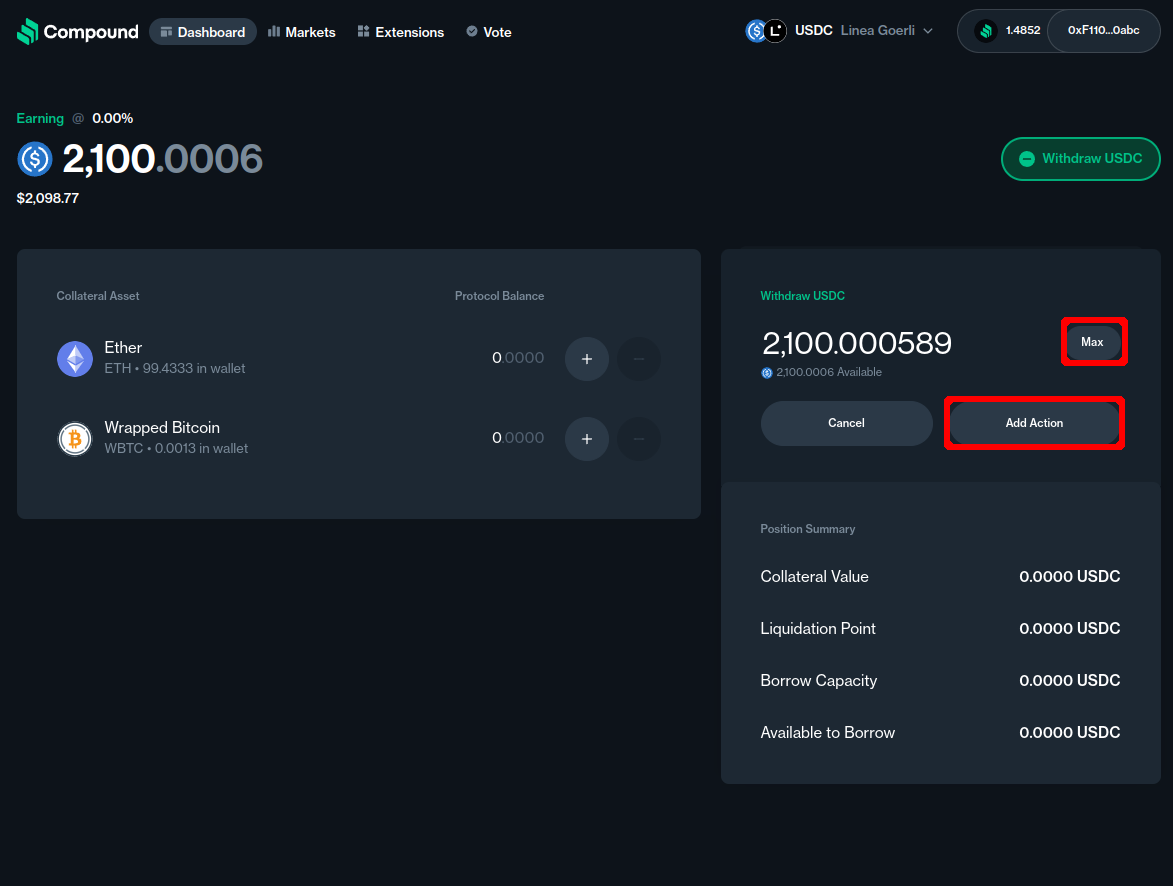 Compound Dashboard Markets Extensions Vote USDC Linea Goerli 1.4852 0xF110...0abc
Earning @ 0.00%
2,100.0006
Withdraw USDC
$2,098.77
Collateral Asset Protocol Balance
Ether
ETH • 99.4333 in wallet
0.0000 + −
Wrapped Bitcoin
WBTC • 0.0013 in wallet
0.0000 + −
Withdraw USDC
2,100.000589
Max
2,100.0006 Available
Cancel Add Action
Position Summary
Collateral Value 0.0000 USDC
Liquidation Point 0.0000 USDC
Borrow Capacity 0.0000 USDC
Available to Borrow 0.0000 USDC